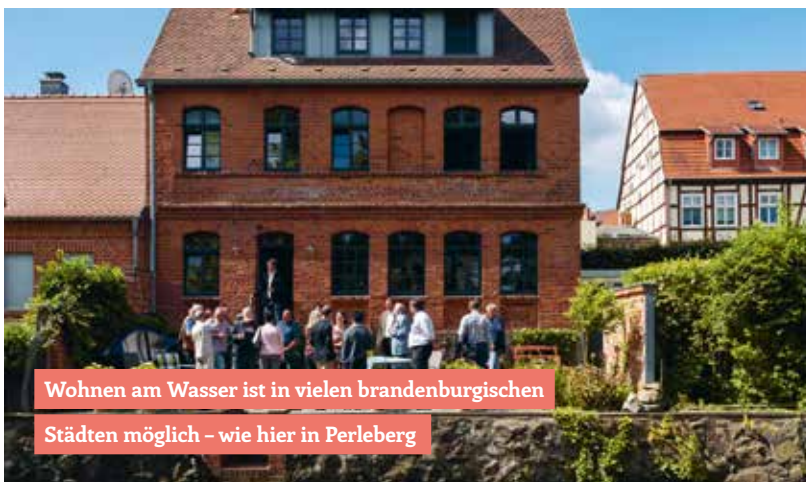 Wohnen am Wasser ist in vielen brandenburgischen
Städten möglich – wie hier in Perleberg